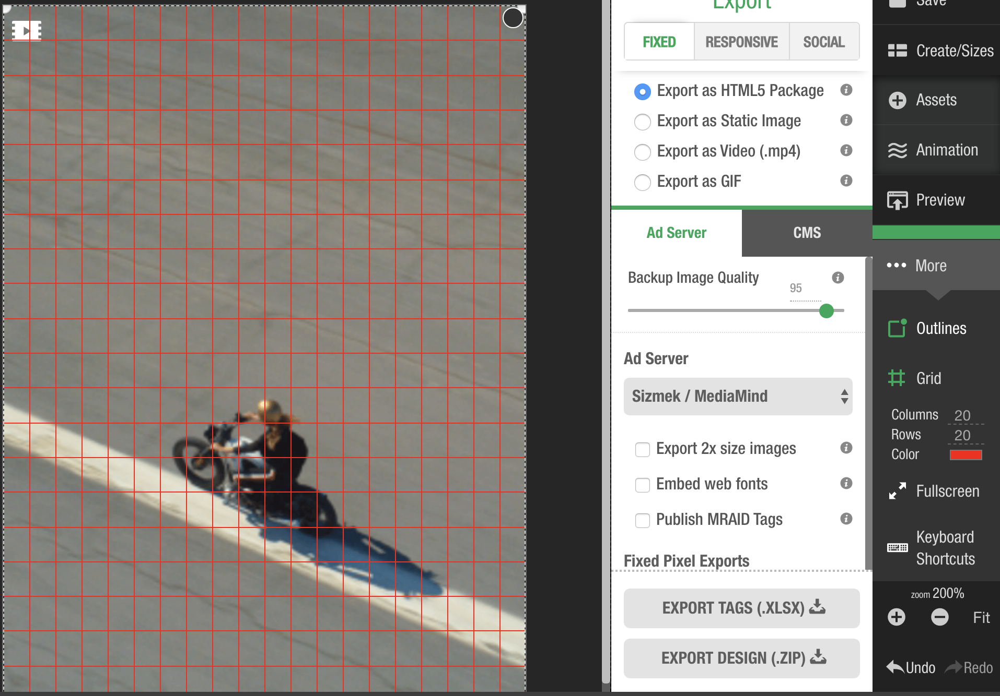 Export
FIXED
RESPONSIVE
SOCIAL
Export as HTML5 Package
Export as Static Image
Export as Video (.mp4)
Export as GIF
Ad Server
CMS
Backup Image Quality
95
Ad Server
Sizmek / MediaMind
Export 2x size images
Embed web fonts
Publish MRAID Tags
Fixed Pixel Exports
EXPORT TAGS (.XLSX)
EXPORT DESIGN (.ZIP)
Save
Create/Sizes
Assets
Animation
Preview
More
Outlines
Grid
Columns 20
Rows 20
Color
Fullscreen
Keyboard
Shortcuts
zoom 200%
Fit
Undo
Redo